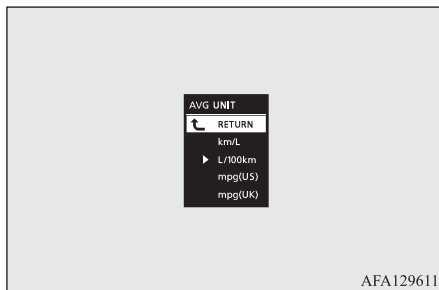 AVG UNIT
RETURN
km/L
L/100km
mpg(US)
mpg(UK)
AFA129611